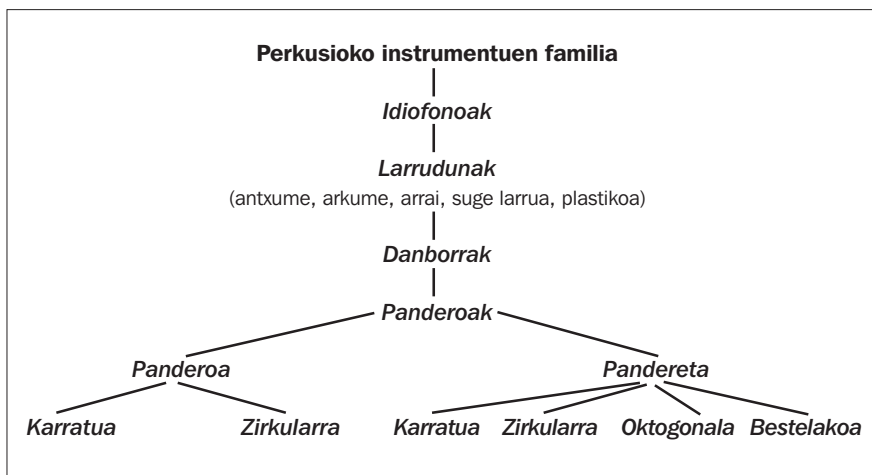 Perkusioko instrumentuen familia
Idiofonoak
Larrudunak
(antxume, arkume, arrai, suge larrua, plastikoa)
Danborrak
Panderoak
Panderoa Pandereta
Karratua Zirkularra Karratua Zirkularra Oktogonala Bestelakoa